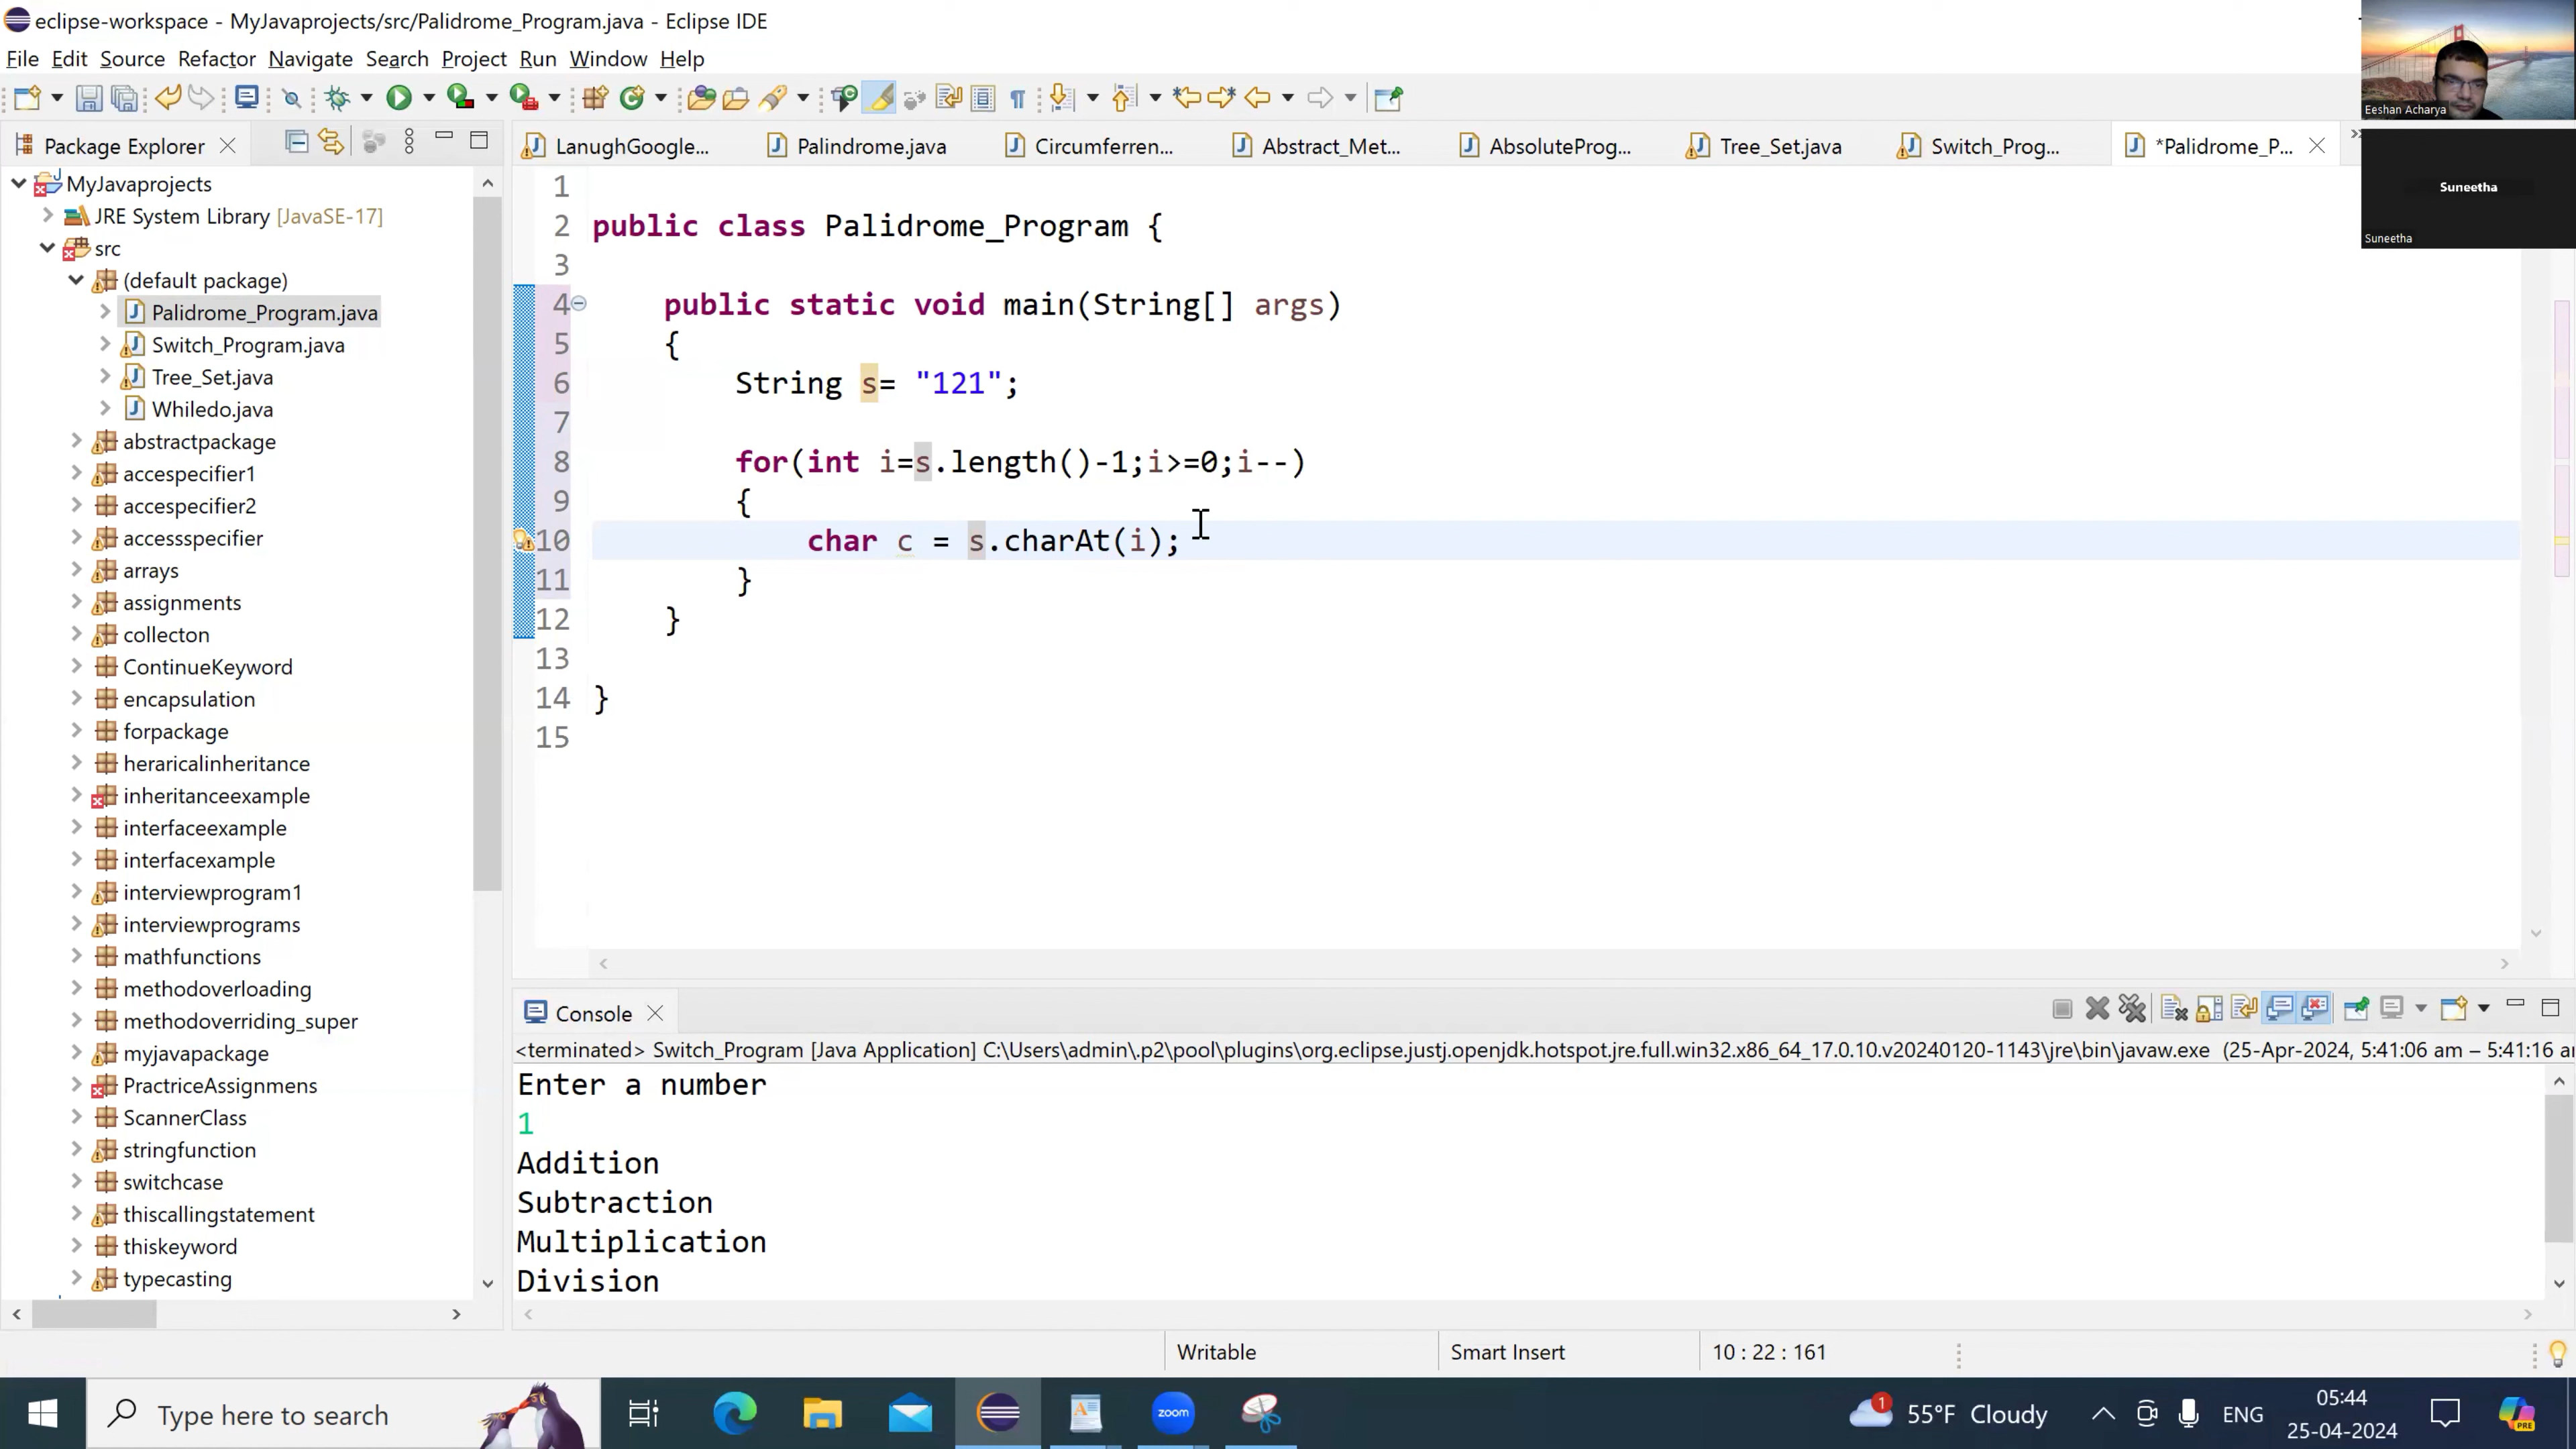 eclipse-workspace - MyJavaprojects/src/Palidrome_Program.java - Eclipse IDE
File Edit Source Refactor Navigate Search Project Run Window Help
Eeshan Acharya
Suneetha
Suneetha
Package Explorer
LanughGoogle... Palindrome.java Circumferren... Abstract_Met... AbsoluteProg... Tree_Set.java Switch_Prog... *Palidrome_P...
MyJavaprojects
JRE System Library [JavaSE-17]
src
(default package)
Palidrome_Program.java
Switch_Program.java
Tree_Set.java
Whiledo.java
abstractpackage
accespecifier1
accespecifier2
accessspecifier
arrays
assignments
collecton
ContinueKeyword
encapsulation
forpackage
heraricalinheritance
inheritanceexample
interfaceexample
interfacexample
interviewprogram1
interviewprograms
mathfunctions
methodoverloading
methodoverriding_super
myjavapackage
PractriceAssignmens
ScannerClass
stringfunction
switchcase
thiscallingstatement
thiskeyword
typecasting
1
2 public class Palidrome_Program {
3
4 public static void main(String[] args)
5 {
6 String s= "121";
7
8 for(int i=s.length()-1;i>=0;i--)
9 {
10 char c = s.charAt(i);
11 }
12 }
13
14 }
15
Console
<terminated> Switch_Program [Java Application] C:\Users\admin\.p2\pool\plugins\org.eclipse.justj.openjdk.hotspot.jre.full.win32.x86_64_17.0.10.v20240120-1143\jre\bin\javaw.exe (25-Apr-2024, 5:41:06 am – 5:41:16 a
Enter a number
1
Addition
Subtraction
Multiplication
Division
Writable Smart Insert 10 : 22 : 161
Type here to search
zoom
1
55°F Cloudy
ENG
05:44
25-04-2024
PRE